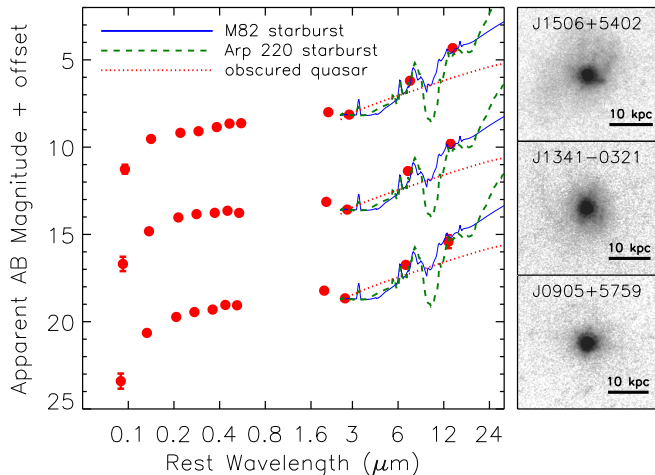 M82 starburst
Arp 220 starburst
obscured quasar
5
10
15
20
25
Apparent AB Magnitude + offset
0.1 0.2 0.4 0.8 1.6 3 6 12 24
Rest Wavelength (μm)
J1506+5402
10 kpc
J1341−0321
10 kpc
J0905+5759
10 kpc